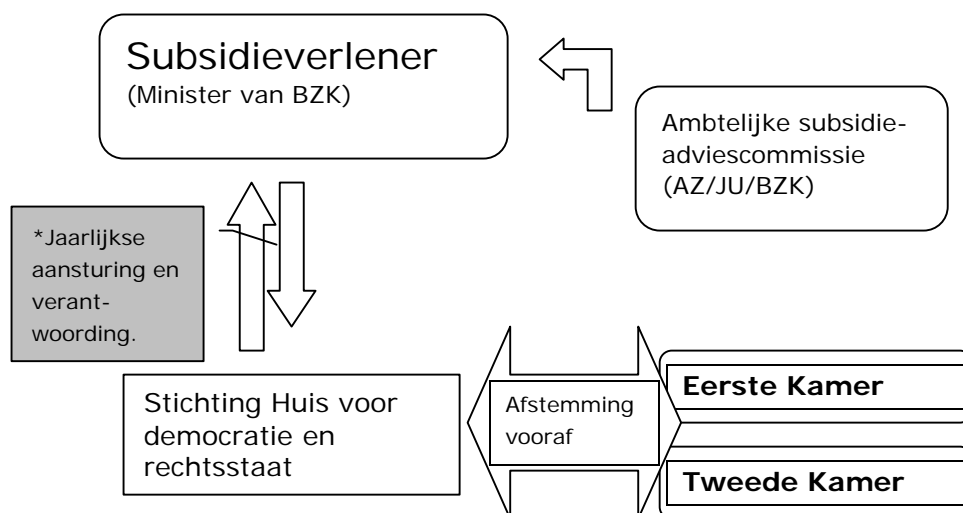 Subsidieverlener
(Minister van BZK)
Ambtelijke subsidie-
adviescommissie
(AZ/JU/BZK)
*Jaarlijkse
aansturing en
verant-
woording.
Stichting Huis voor
democratie en
rechtsstaat
Afstemming
vooraf
Eerste Kamer
Tweede Kamer